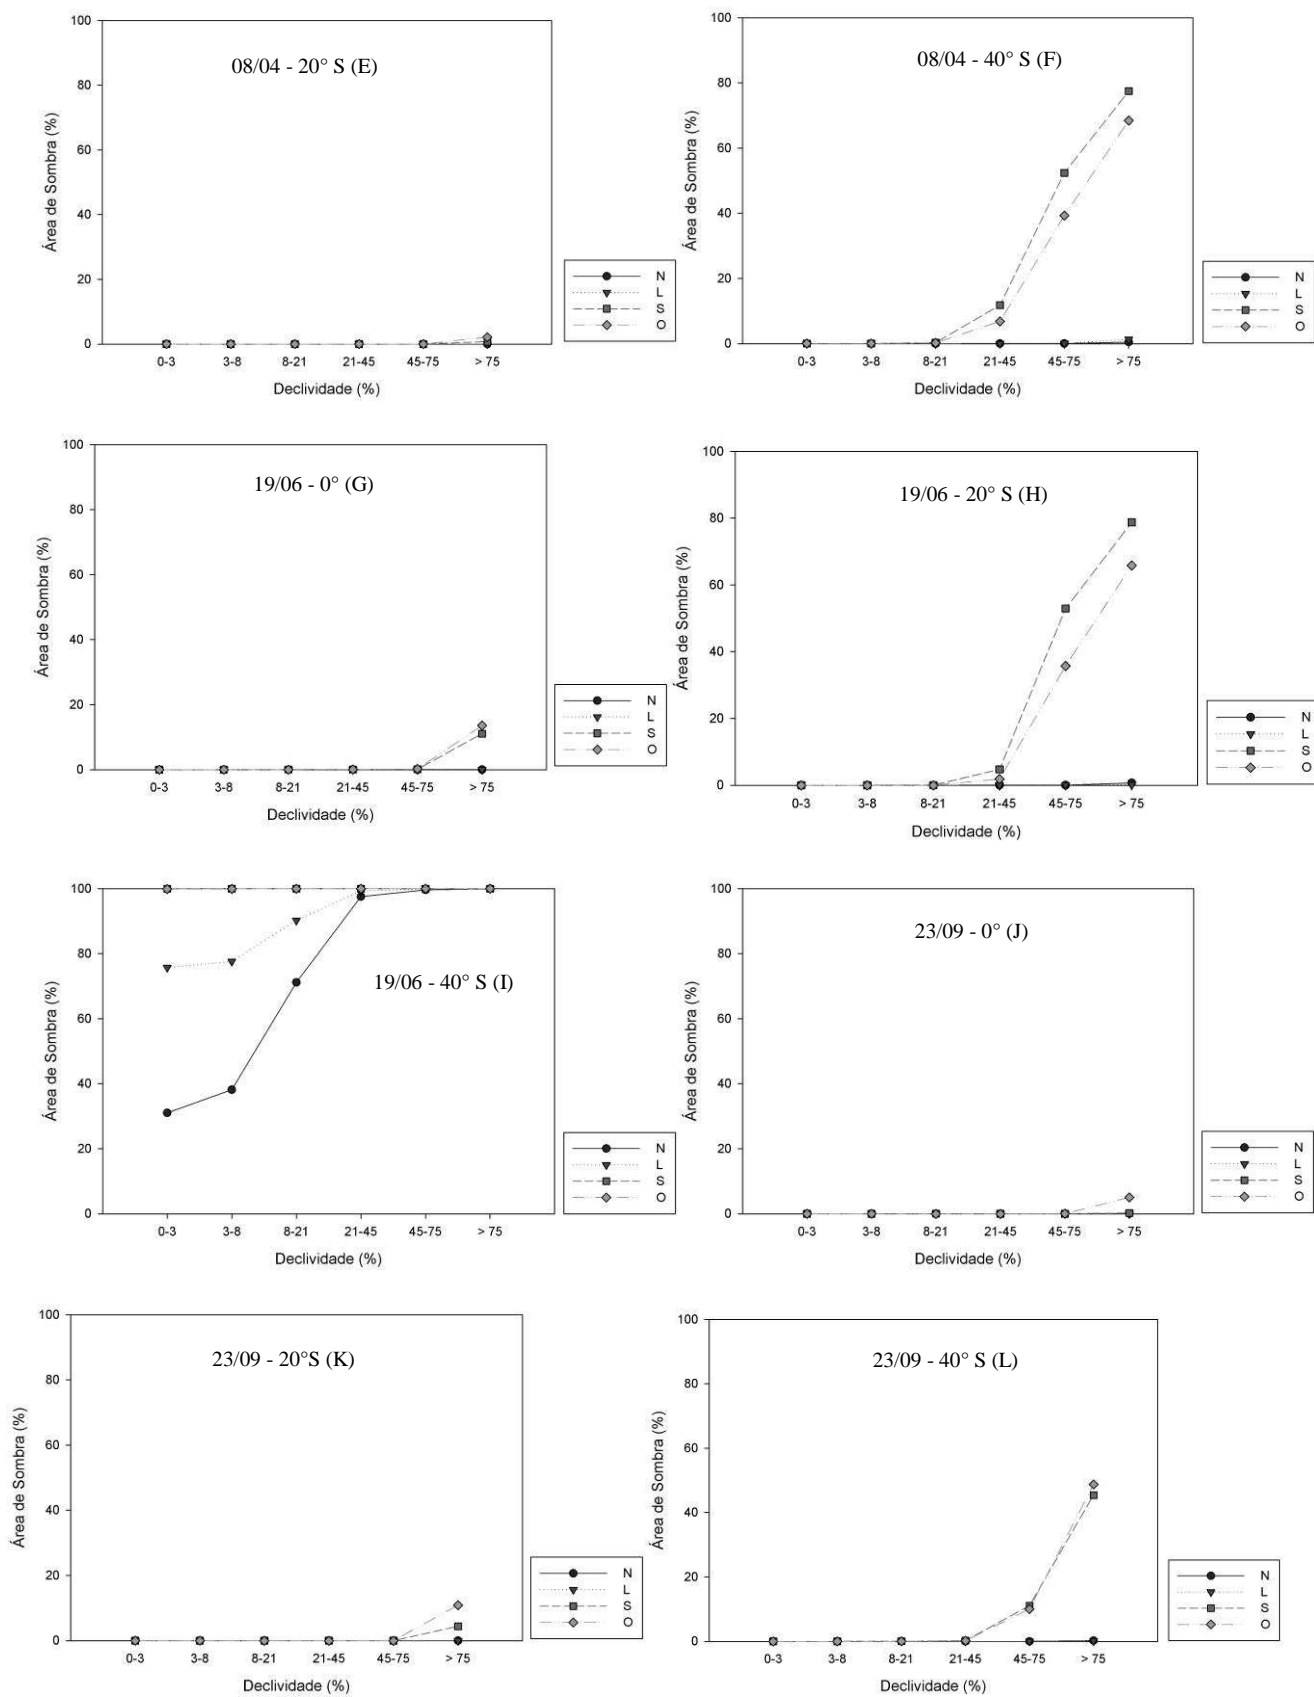 08/04 - 20° S (E)
Área de Sombra (%)
100
80
60
40
20
0
0-3 3-8 8-21 21-45 45-75 > 75
Declividade (%)
N
L
S
O
08/04 - 40° S (F)
Área de Sombra (%)
100
80
60
40
20
0
0-3 3-8 8-21 21-45 45-75 > 75
Declividade (%)
N
L
S
O
19/06 - 0° (G)
Área de Sombra (%)
100
80
60
40
20
0
0-3 3-8 8-21 21-45 45-75 > 75
Declividade (%)
N
L
S
O
19/06 - 20° S (H)
Área de Sombra (%)
100
80
60
40
20
0
0-3 3-8 8-21 21-45 45-75 > 75
Declividade (%)
N
L
S
O
19/06 - 40° S (I)
Área de Sombra (%)
100
80
60
40
20
0
0-3 3-8 8-21 21-45 45-75 > 75
Declividade (%)
N
L
S
O
23/09 - 0° (J)
Área de Sombra (%)
100
80
60
40
20
0
0-3 3-8 8-21 21-45 45-75 > 75
Declividade (%)
N
L
S
O
23/09 - 20°S (K)
Área de Sombra (%)
100
80
60
40
20
0
0-3 3-8 8-21 21-45 45-75 > 75
Declividade (%)
N
L
S
O
23/09 - 40° S (L)
Área de Sombra (%)
100
80
60
40
20
0
0-3 3-8 8-21 21-45 45-75 > 75
Declividade (%)
N
L
S
O